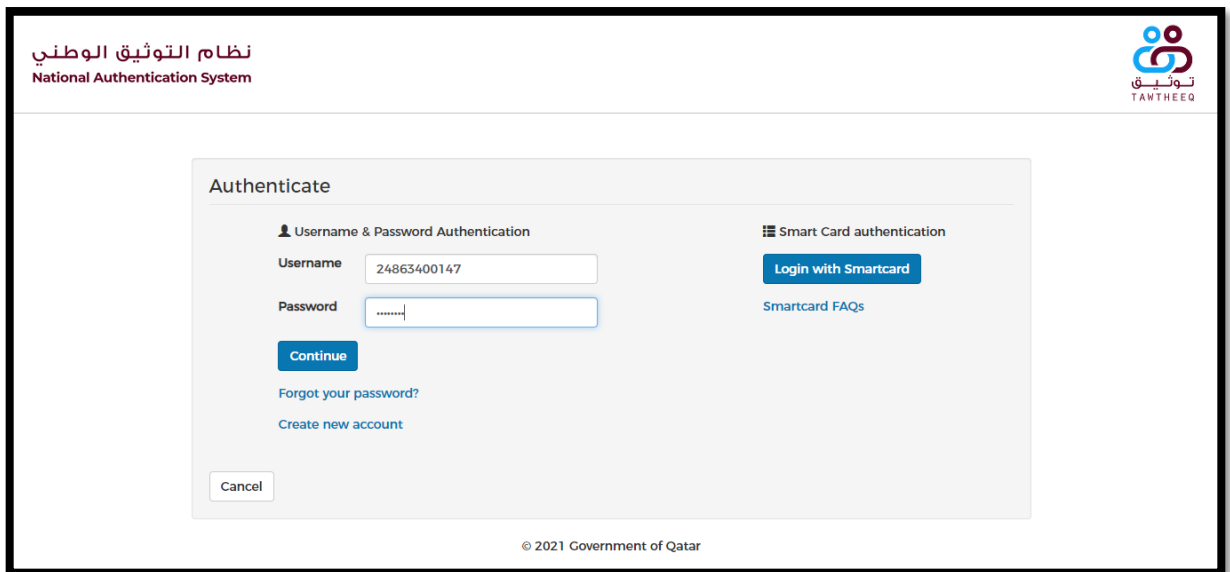 نظام التوثيق الوطني
National Authentication System
تـوثـيـــق
TAWTHEEQ
Authenticate
Username & Password Authentication
Username
24863400147
Password
••••••••
Continue
Forgot your password?
Create new account
Smart Card authentication
Login with Smartcard
Smartcard FAQs
Cancel
© 2021 Government of Qatar